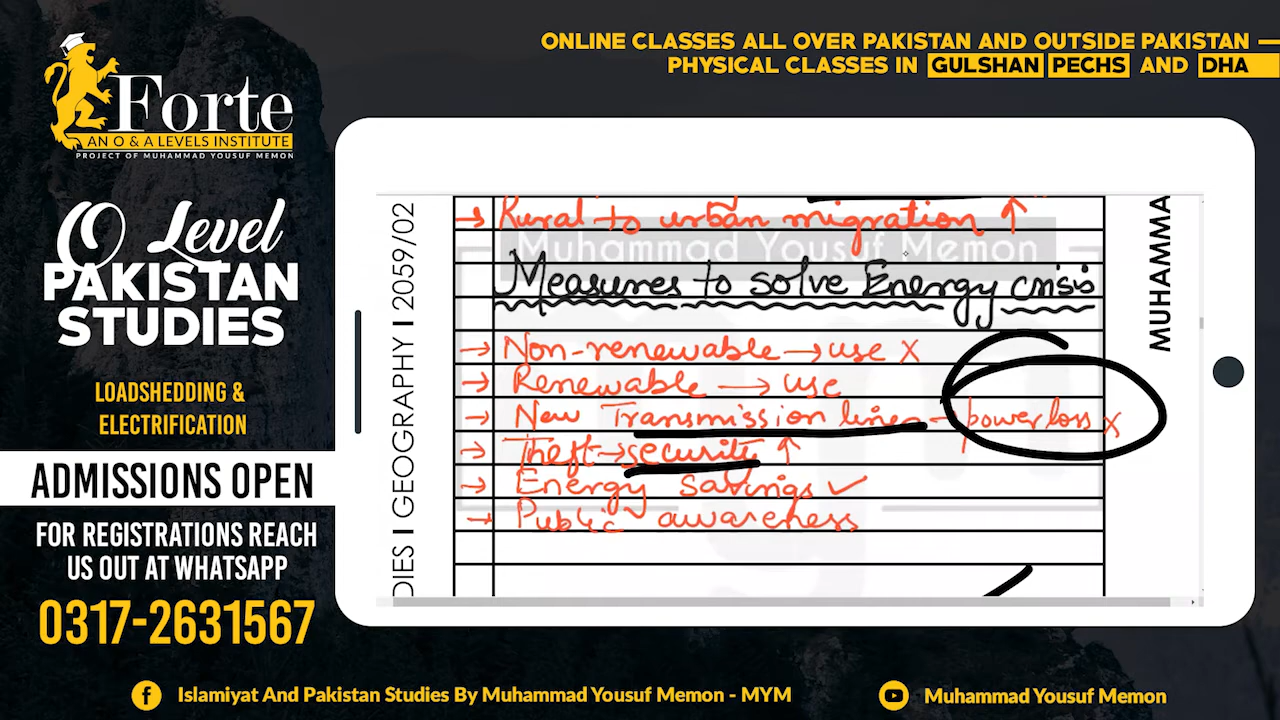 Forte
AN O & A LEVELS INSTITUTE
PROJECT OF MUHAMMAD YOUSUF MEMON
O Level
PAKISTAN
STUDIES
LOADSHEDDING &
ELECTRIFICATION
ADMISSIONS OPEN
FOR REGISTRATIONS REACH
US OUT AT WHATSAPP
0317-2631567
ONLINE CLASSES ALL OVER PAKISTAN AND OUTSIDE PAKISTAN
PHYSICAL CLASSES IN GULSHAN PECHS AND DHA
DIES I GEOGRAPHY I 2059/02
→ Rural to urban migration ↑
Muhammad Yousuf Memon
Measures to solve Energy crisis
→ Non-renewable → use X
→ Renewable → use
→ New Transmission lines - power loss X
→ Theft → security ↑
→ Energy savings ✓
→ Public awareness
MUHAMMA
Islamiyat And Pakistan Studies By Muhammad Yousuf Memon - MYM
Muhammad Yousuf Memon